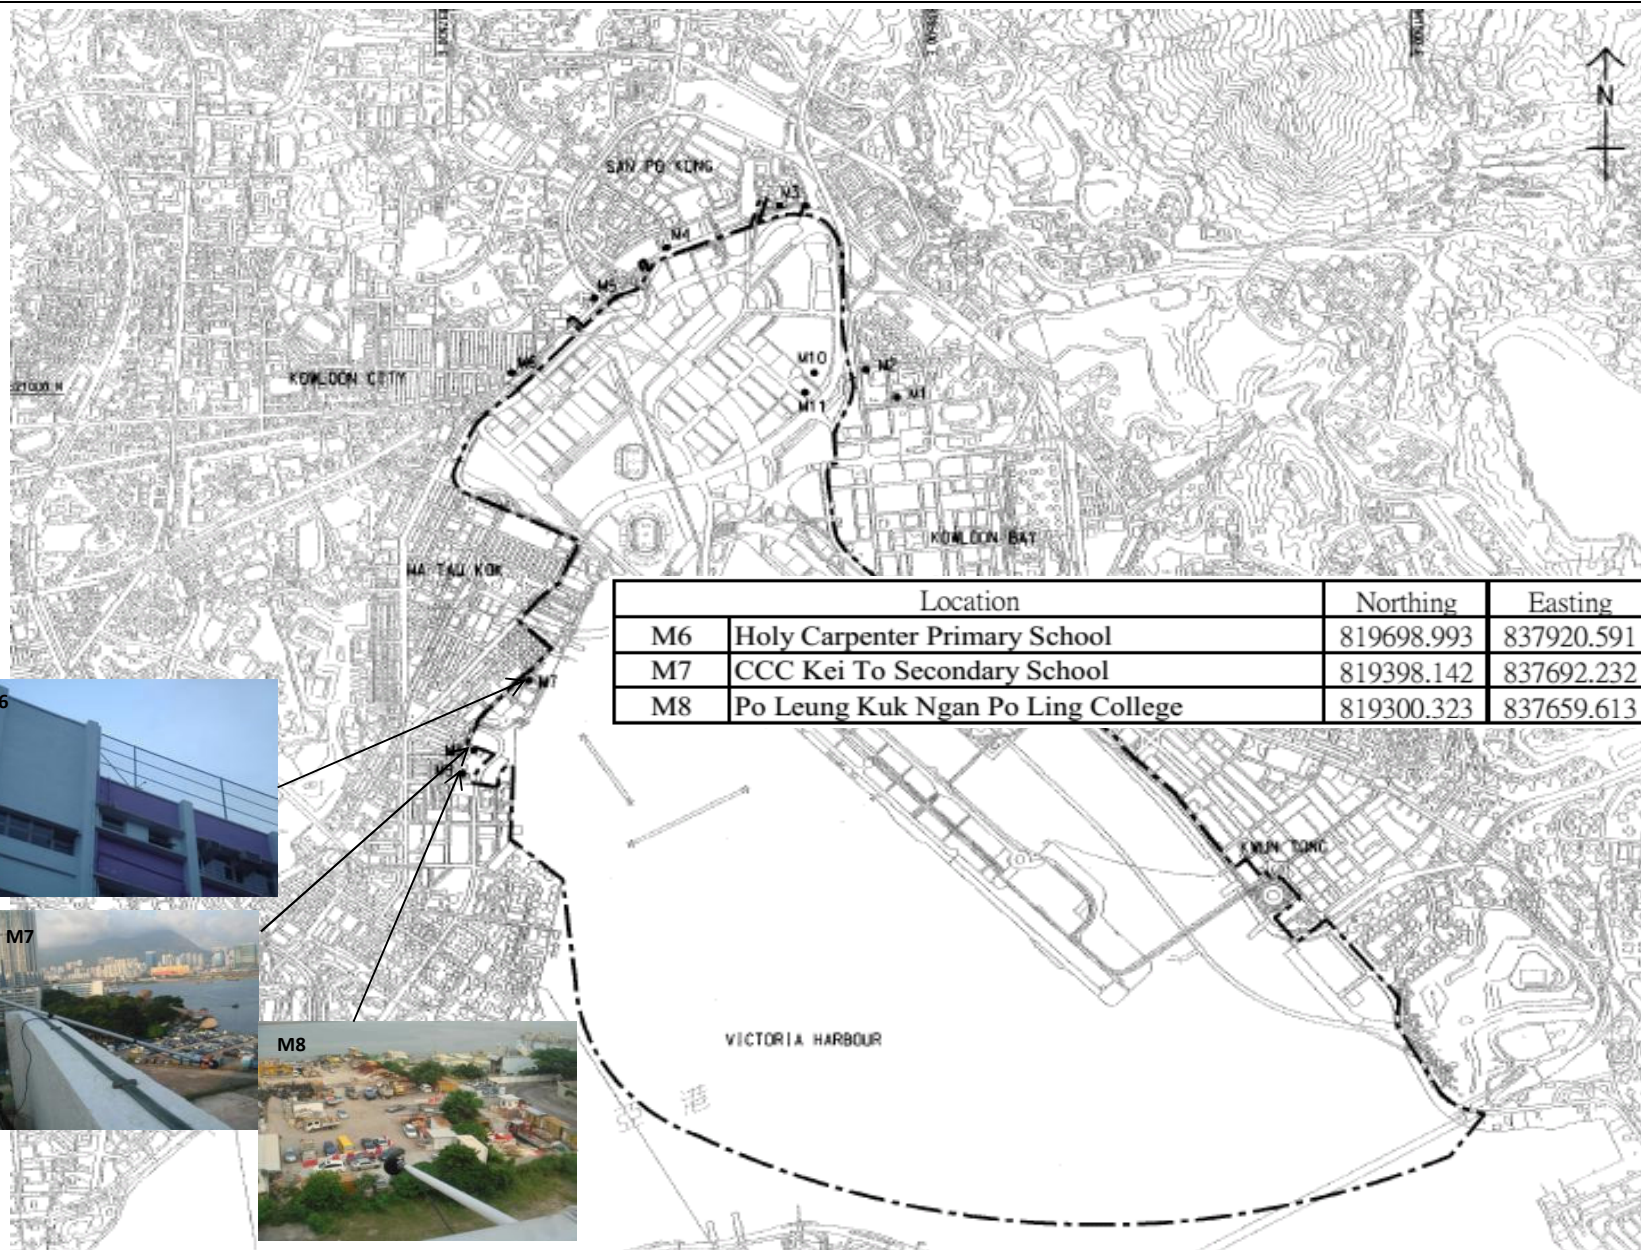 N
SAN PO KONG
M3
M4
M5
M10
M2
M6
KOWLOON CITY
M11
M1
KOWLOON BAY
MA TAU KOK
Location Northing Easting
M6 Holy Carpenter Primary School 819698.993 837920.591
M7 CCC Kei To Secondary School 819398.142 837692.232
M8 Po Leung Kuk Ngan Po Ling College 819300.323 837659.613
M7
6
KWUN TONG
M7
M8
VICTORIA HARBOUR
港